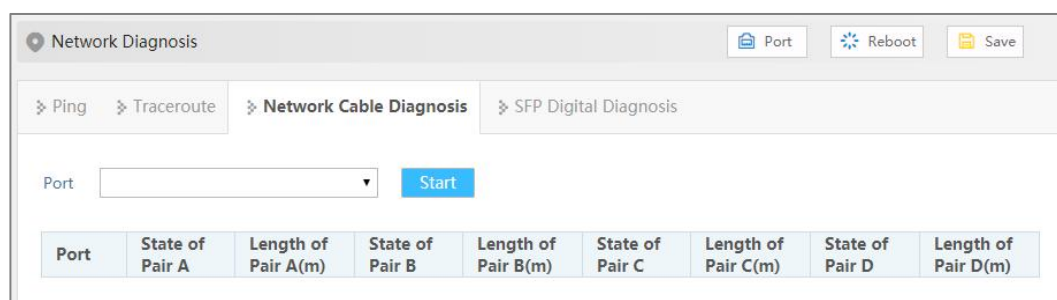 Network Diagnosis Port Reboot Save
Ping Traceroute Network Cable Diagnosis SFP Digital Diagnosis
Port Start
Port State of Pair A Length of Pair A(m) State of Pair B Length of Pair B(m) State of Pair C Length of Pair C(m) State of Pair D Length of Pair D(m)